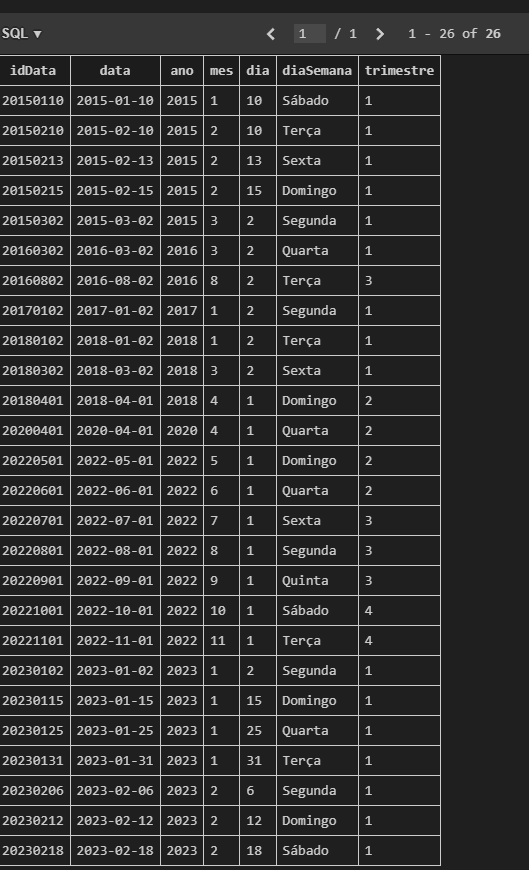 SQL ▼ < 1 / 1 > 1 - 26 of 26
idData data ano mes dia diaSemana trimestre
20150110 2015-01-10 2015 1 10 Sábado 1
20150210 2015-02-10 2015 2 10 Terça 1
20150213 2015-02-13 2015 2 13 Sexta 1
20150215 2015-02-15 2015 2 15 Domingo 1
20150302 2015-03-02 2015 3 2 Segunda 1
20160302 2016-03-02 2016 3 2 Quarta 1
20160802 2016-08-02 2016 8 2 Terça 3
20170102 2017-01-02 2017 1 2 Segunda 1
20180102 2018-01-02 2018 1 2 Terça 1
20180302 2018-03-02 2018 3 2 Sexta 1
20180401 2018-04-01 2018 4 1 Domingo 2
20200401 2020-04-01 2020 4 1 Quarta 2
20220501 2022-05-01 2022 5 1 Domingo 2
20220601 2022-06-01 2022 6 1 Quarta 2
20220701 2022-07-01 2022 7 1 Sexta 3
20220801 2022-08-01 2022 8 1 Segunda 3
20220901 2022-09-01 2022 9 1 Quinta 3
20221001 2022-10-01 2022 10 1 Sábado 4
20221101 2022-11-01 2022 11 1 Terça 4
20230102 2023-01-02 2023 1 2 Segunda 1
20230115 2023-01-15 2023 1 15 Domingo 1
20230125 2023-01-25 2023 1 25 Quarta 1
20230131 2023-01-31 2023 1 31 Terça 1
20230206 2023-02-06 2023 2 6 Segunda 1
20230212 2023-02-12 2023 2 12 Domingo 1
20230218 2023-02-18 2023 2 18 Sábado 1